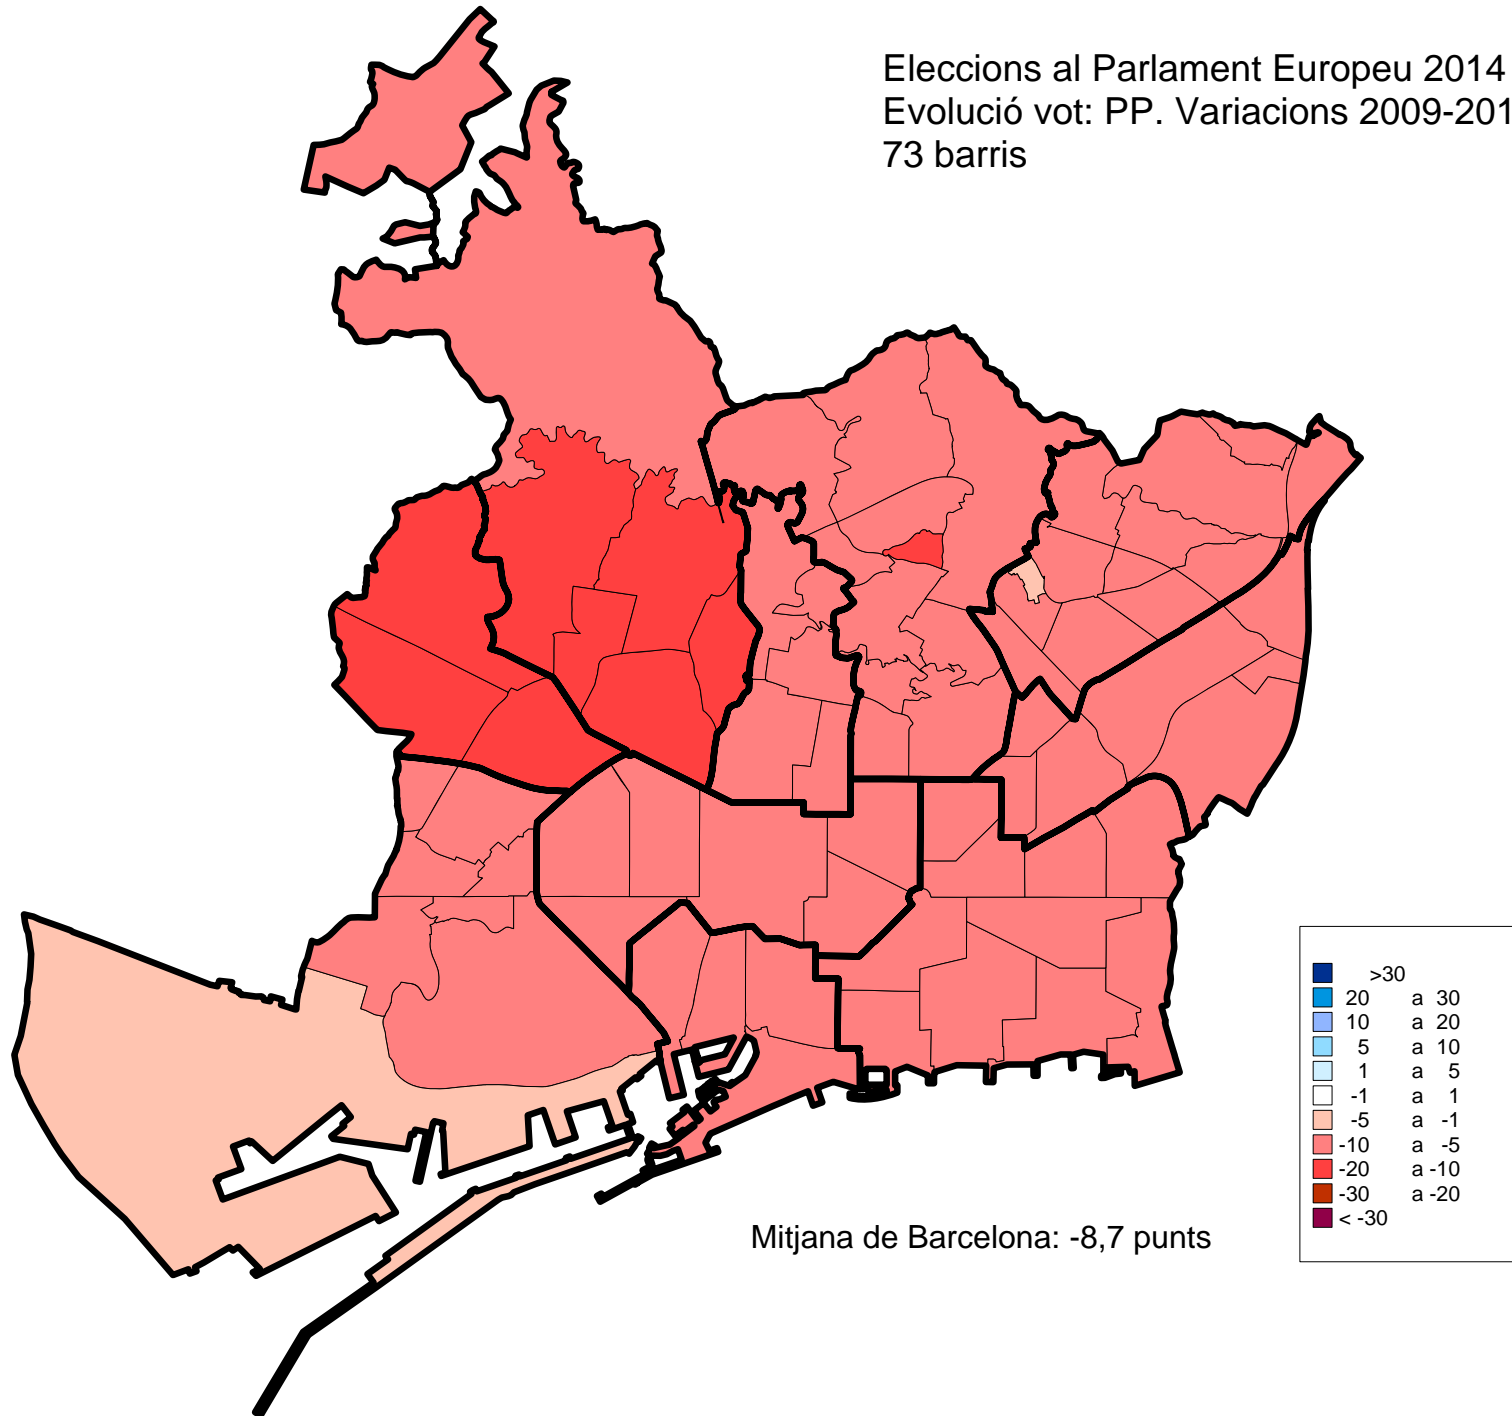 Eleccions al Parlament Europeu 2014
Evolució vot: PP. Variacions 2009-201
73 barris
>30
20 a 30
10 a 20
5 a 10
1 a 5
-1 a 1
-5 a -1
-10 a -5
-20 a -10
-30 a -20
< -30
Mitjana de Barcelona: -8,7 punts